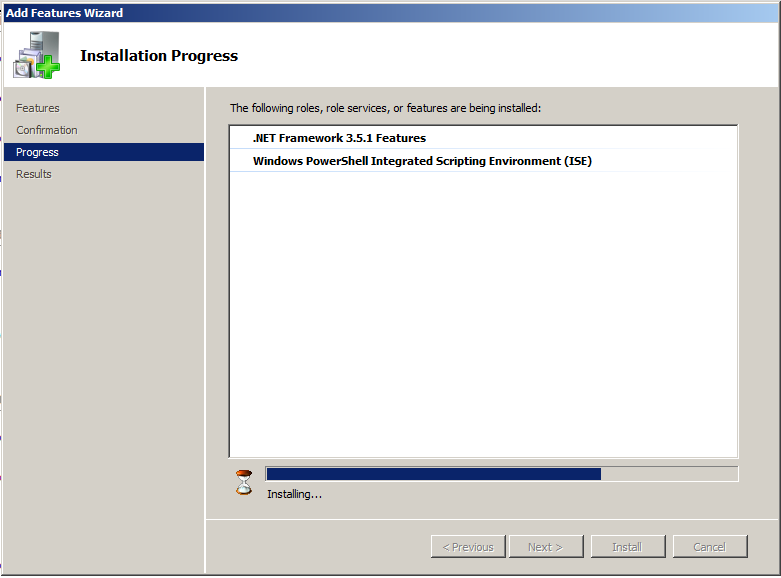 Add Features Wizard
Installation Progress
Features
Confirmation
Progress
Results
The following roles, role services, or features are being installed:
.NET Framework 3.5.1 Features
Windows PowerShell Integrated Scripting Environment (ISE)
Installing...
< Previous
Next >
Install
Cancel